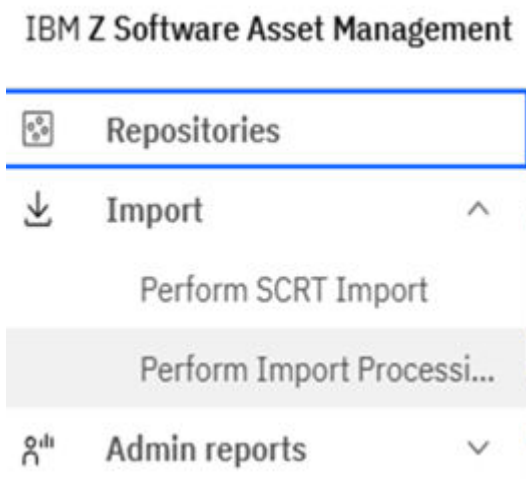 IBM Z Software Asset Management
Repositories
Import
Perform SCRT Import
Perform Import Processi...
Admin reports